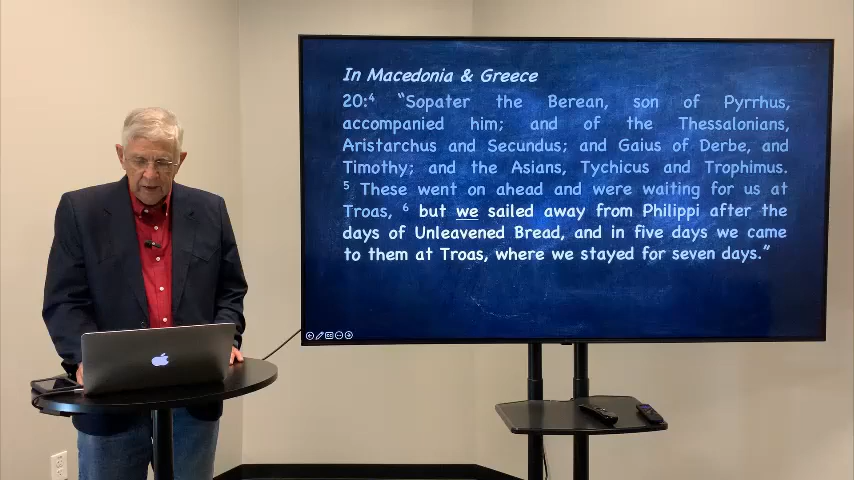 In Macedonia & Greece
20:4 “Sopater the Berean, son of Pyrrhus,
accompanied him; and of the Thessalonians,
Aristarchus and Secundus; and Gaius of Derbe, and
Timothy; and the Asians, Tychicus and Trophimus.
5 These went on ahead and were waiting for us at
Troas, 6 but we sailed away from Philippi after the
days of Unleavened Bread, and in five days we came
to them at Troas, where we stayed for seven days.”